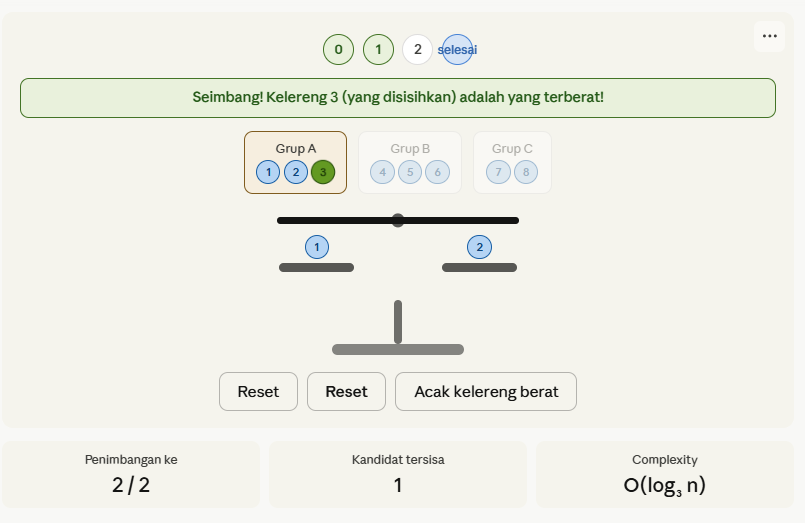 0 1 2 selesai
...
Seimbang! Kelereng 3 (yang disisihkan) adalah yang terberat!
Grup A Grup B Grup C
1 2 3 4 5 6 7 8
1 2
Reset Reset Acak kelereng berat
Penimbangan ke Kandidat tersisa Complexity
2 / 2 1 O(log₃ n)